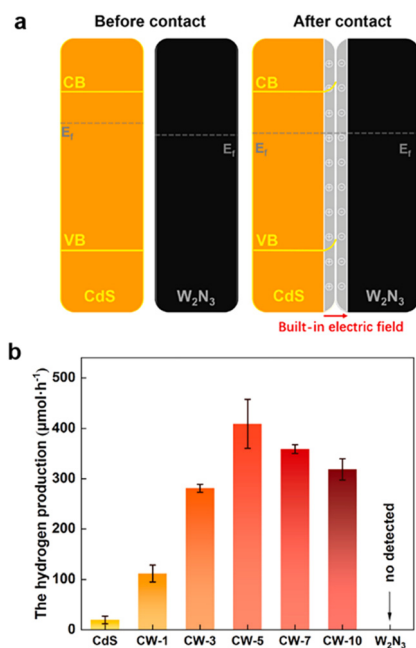 a
Before contact
After contact
CB
CB
Ef
Ef
Ef
Ef
VB
VB
CdS
W2N3
CdS
W2N3
Built-in electric field
b
The hydrogen production (μmol·h-1)
500
400
300
200
100
0
no detected
CdS CW-1 CW-3 CW-5 CW-7 CW-10 W2N3